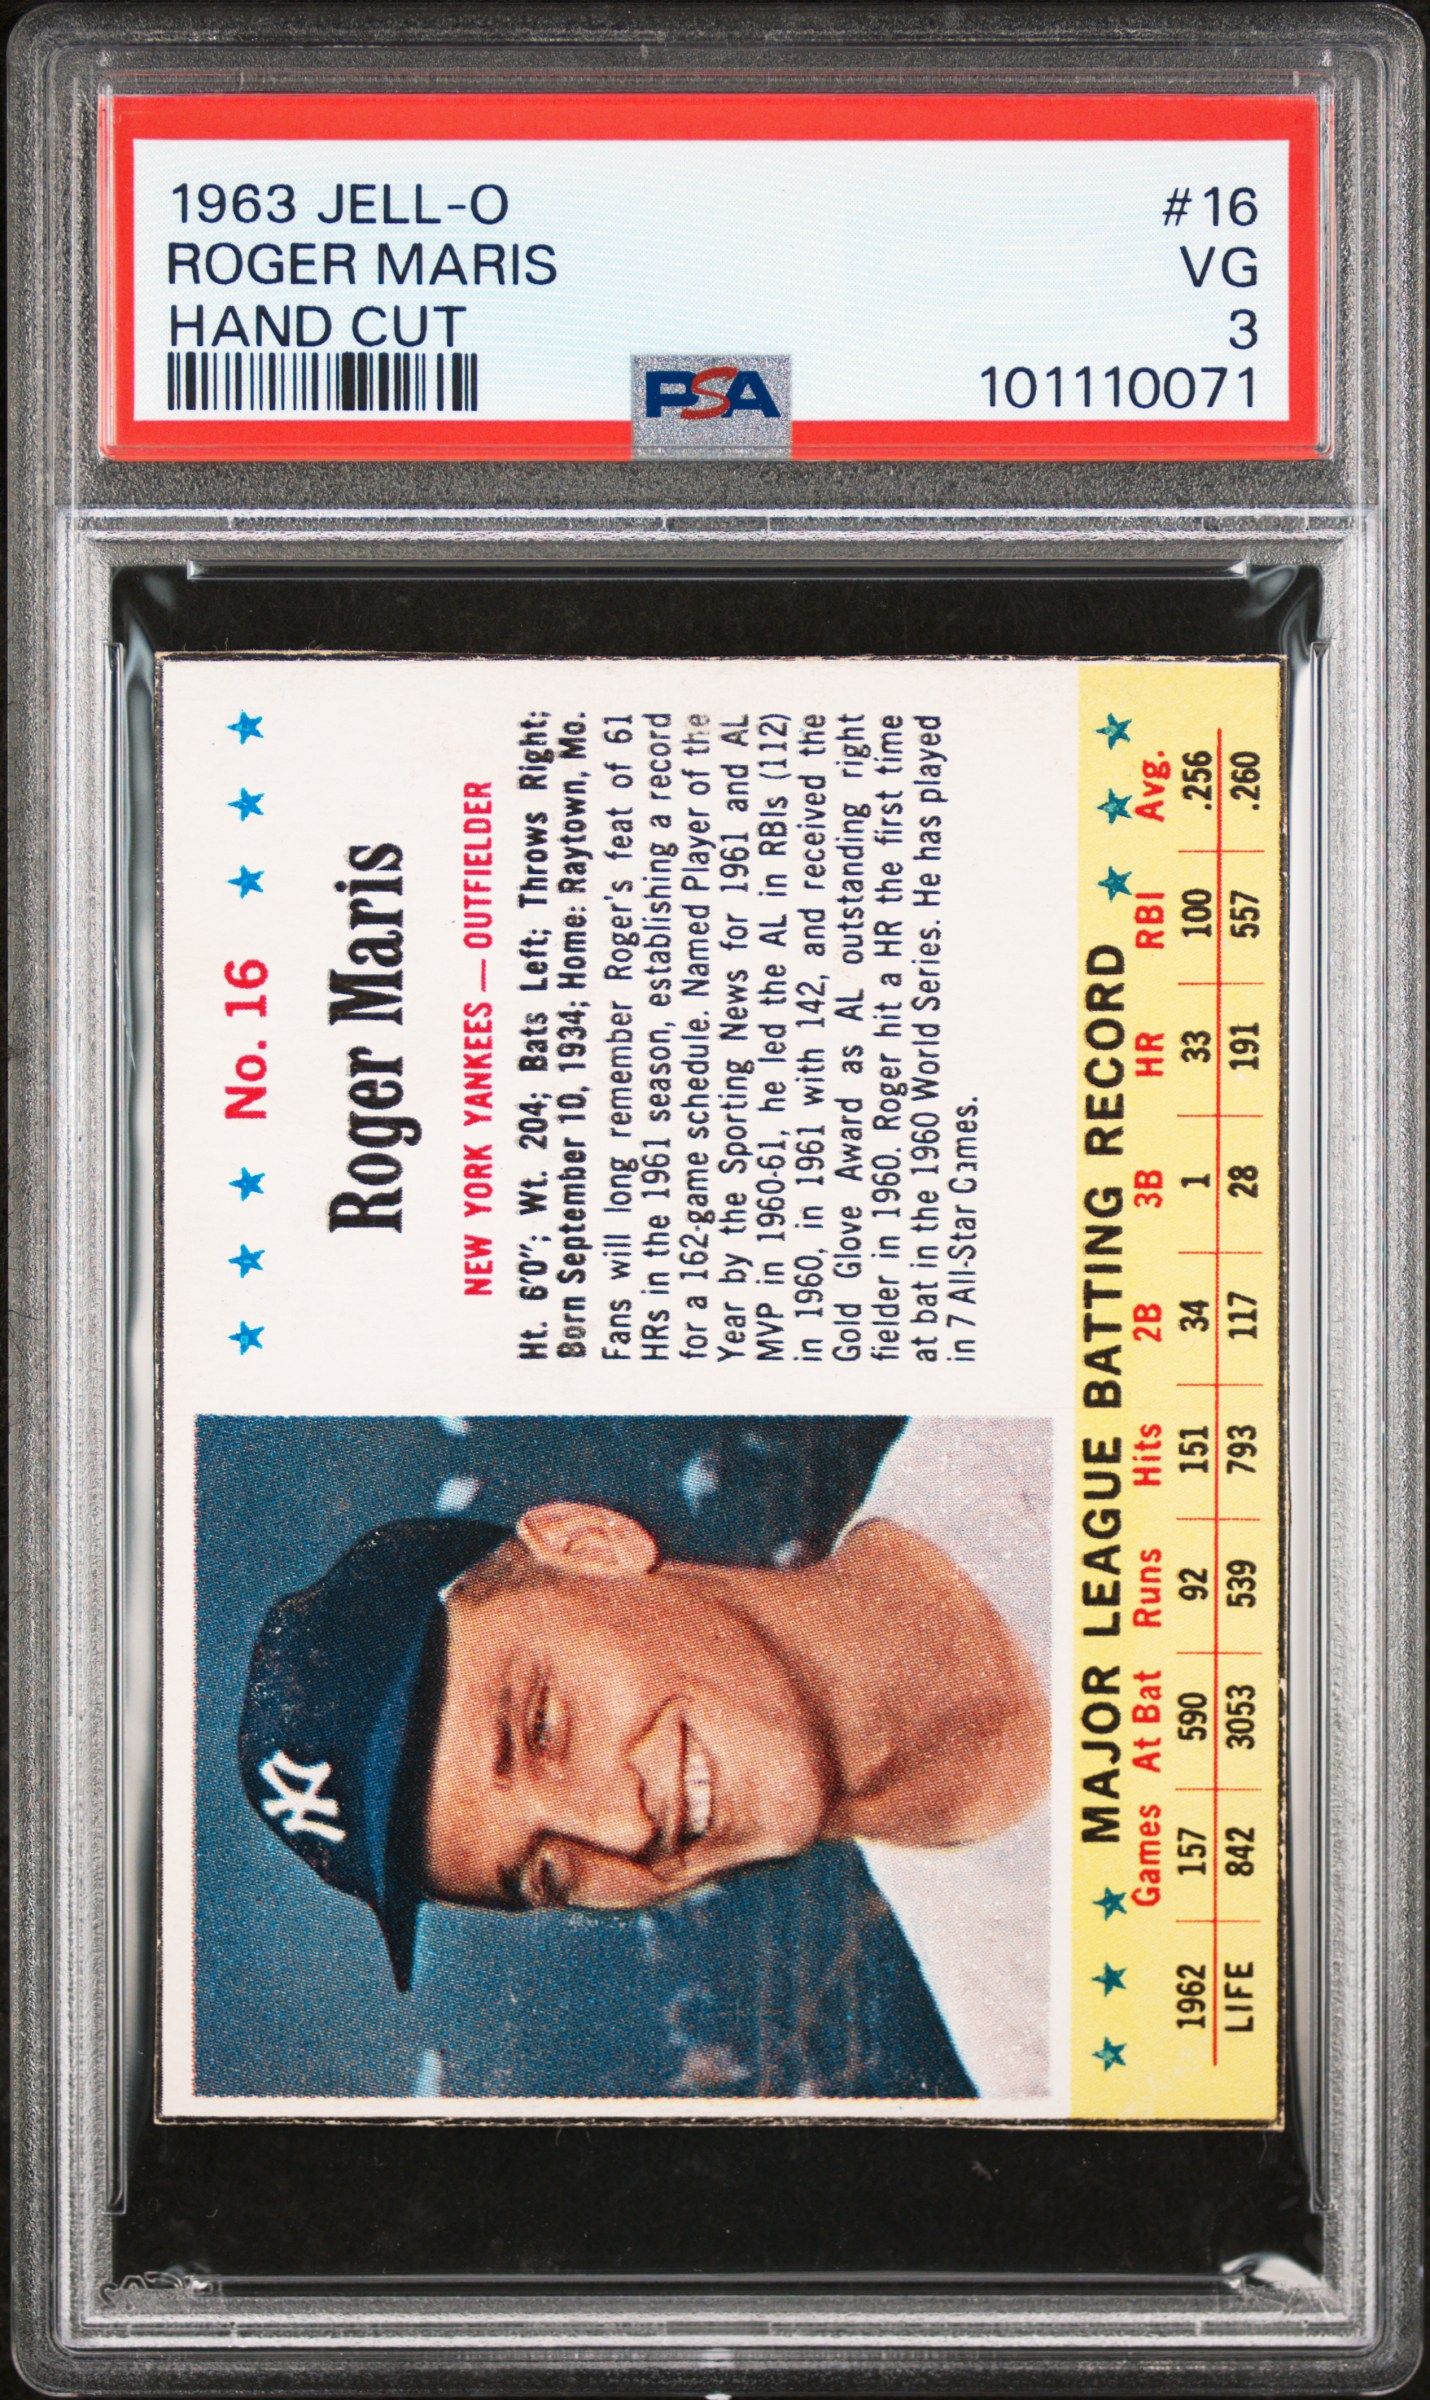 1963 JELL-O #16
ROGER MARIS VG
HAND CUT 3
PSA 101110071
No. 16
Roger Maris
NEW YORK YANKEES — OUTFIELDER
Ht. 6'0"; Wt. 204; Bats Left; Throws Right;
Born September 10, 1934; Home: Raytown, Mo.
Fans will long remember Roger's feat of 61
HRs in the 1961 season, establishing a record
for a 162-game schedule. Named Player of the
Year by the Sporting News for 1961 and AL
MVP in 1960-61, he led the AL in RBIs (112)
in 1960, in 1961 with 142, and received the
Gold Glove Award as AL outstanding right
fielder in 1960. Roger hit a HR the first time
at bat in the 1960 World Series. He has played
in 7 All-Star Games.
NY
MAJOR LEAGUE BATTING RECORD
Games At Bat Runs Hits 2B 3B HR RBI Avg.
1962 157 590 92 151 34 1 33 100 .256
LIFE 842 3053 539 793 117 28 191 557 .260